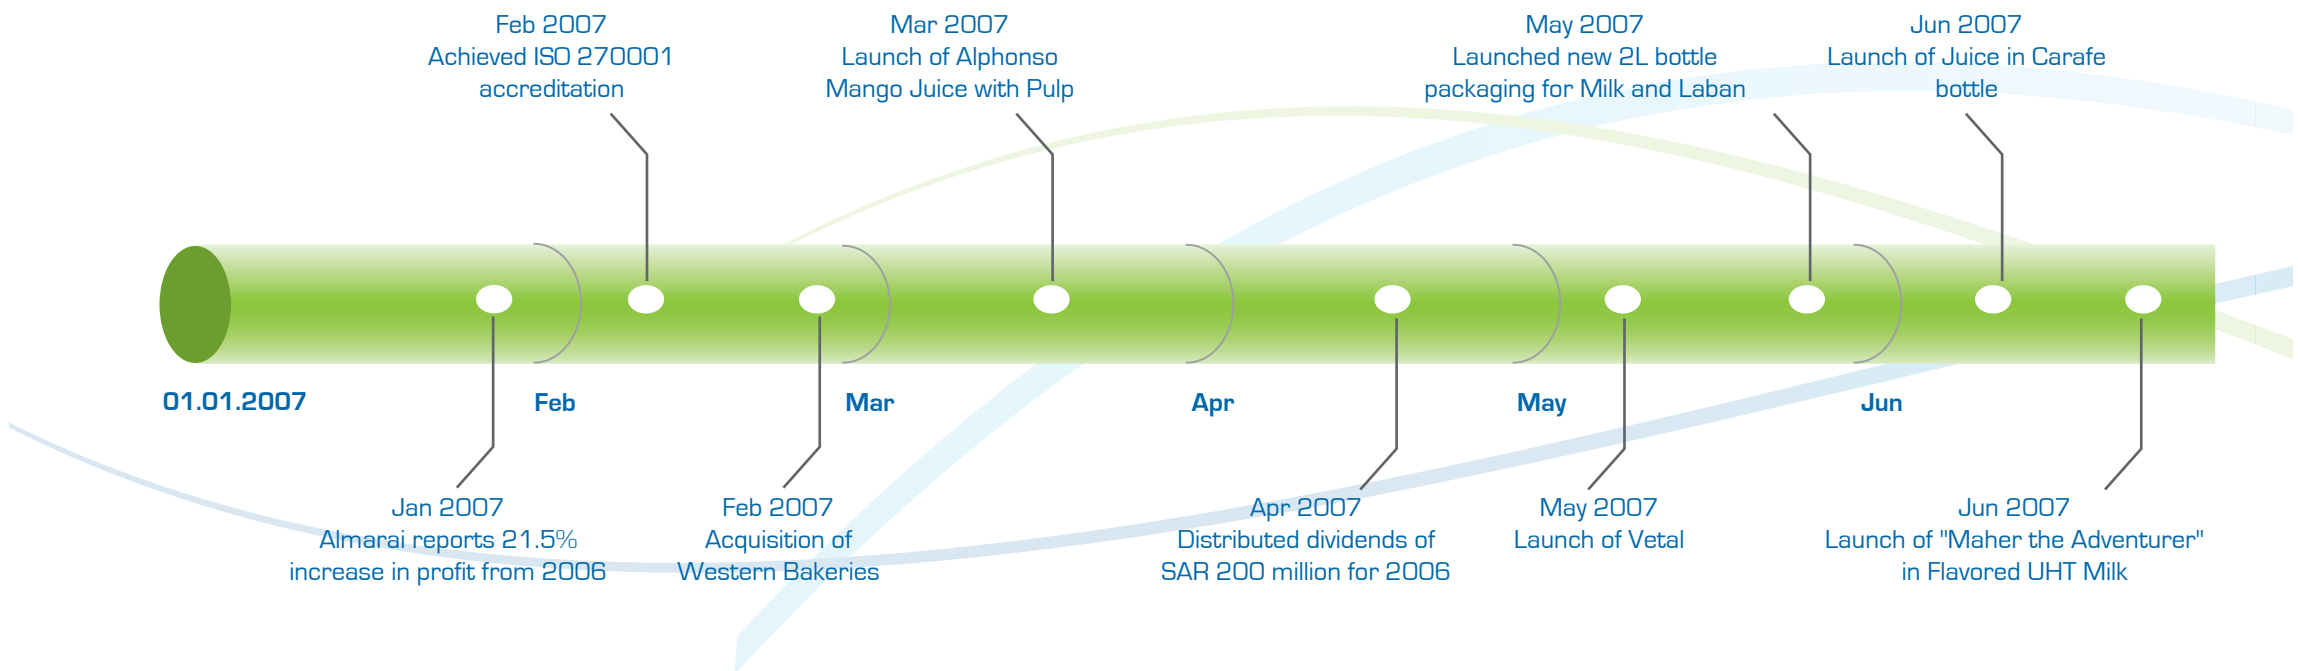 Feb 2007
Achieved ISO 270001
accreditation
Mar 2007
Launch of Alphonso
Mango Juice with Pulp
May 2007
Launched new 2L bottle
packaging for Milk and Laban
Jun 2007
Launch of Juice in Carafe
bottle
01.01.2007
Feb
Mar
Apr
May
Jun
Jan 2007
Almarai reports 21.5%
increase in profit from 2006
Feb 2007
Acquisition of
Western Bakeries
Apr 2007
Distributed dividends of
SAR 200 million for 2006
May 2007
Launch of Vetal
Jun 2007
Launch of "Maher the Adventurer"
in Flavored UHT Milk